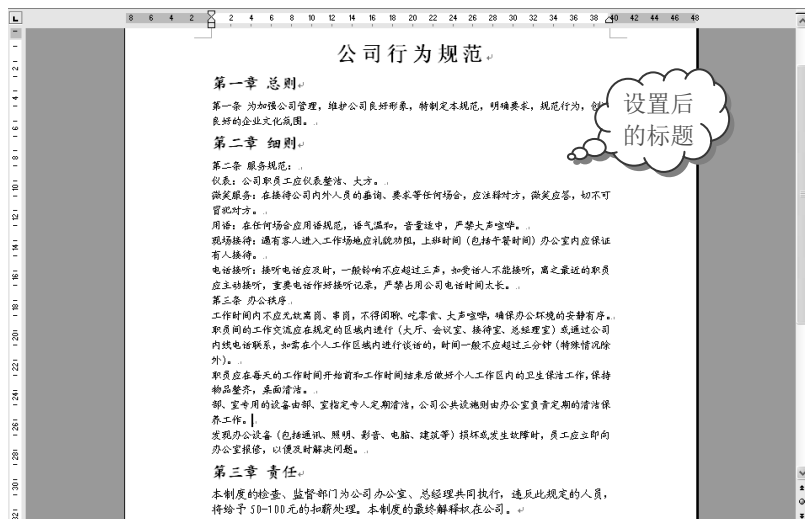 8 6 4 2 2 4 6 8 10 12 14 16 18 20 22 24 26 28 30 32 34 36 38 40 42 44 46 48
公司行为规范
第一章 总则
第一条 为加强公司管理，维护公司良好形象，特制定本规范，明确要求，规范行为，创
良好的企业文化氛围。
设置后
的标题
第二章 细则
第二条 服务规范：
仪表：公司职员工应仪表整洁、大方。
微笑服务：在接待公司内外人员的垂询、要求等任何场合，应注释对方，微笑应答，切不可
冒犯对方。
用语：在任何场合应用语规范，语气温和，音量适中，严禁大声喧哗。
现场接待：遇有客人进入工作场地应礼貌劝阻，上班时间（包括午餐时间）办公室内应保证
有人接待。
电话接听：接听电话应及时，一般铃响不应超过三声，如受话人不能接听，离之最近的职员
应主动接听，重要电话作好接听记录，严禁占用公司电话时间太长。
第三条 办公秩序
工作时间内不应无故离岗、串岗，不得闲聊、吃零食、大声喧哗，确保办公环境的安静有序。
职员间的工作交流应在规定的区域内进行（大厅、会议室、接待室、总经理室）或通过公司
内线电话联系，如需在个人工作区域内进行谈话的，时间一般不应超过三分钟（特殊情况除
外）。
职员应在每天的工作时间开始前和工作时间结束后做好个人工作区内的卫生保洁工作，保持
物品整齐，桌面清洁。
部、室专用的设备由部、室指定专人定期清洁，公司公共设施则由办公室负责定期的清洁保
养工作。
发现办公设备（包括通讯、照明、影音、电脑、建筑等）损坏或发生故障时，员工应立即向
办公室报修，以便及时解决问题。
第三章 责任
本制度的检查、监督部门为公司办公室、总经理共同执行，违反此规定的人员，
将给予 50-100元的扣薪处理。本制度的最终解释权在公司。